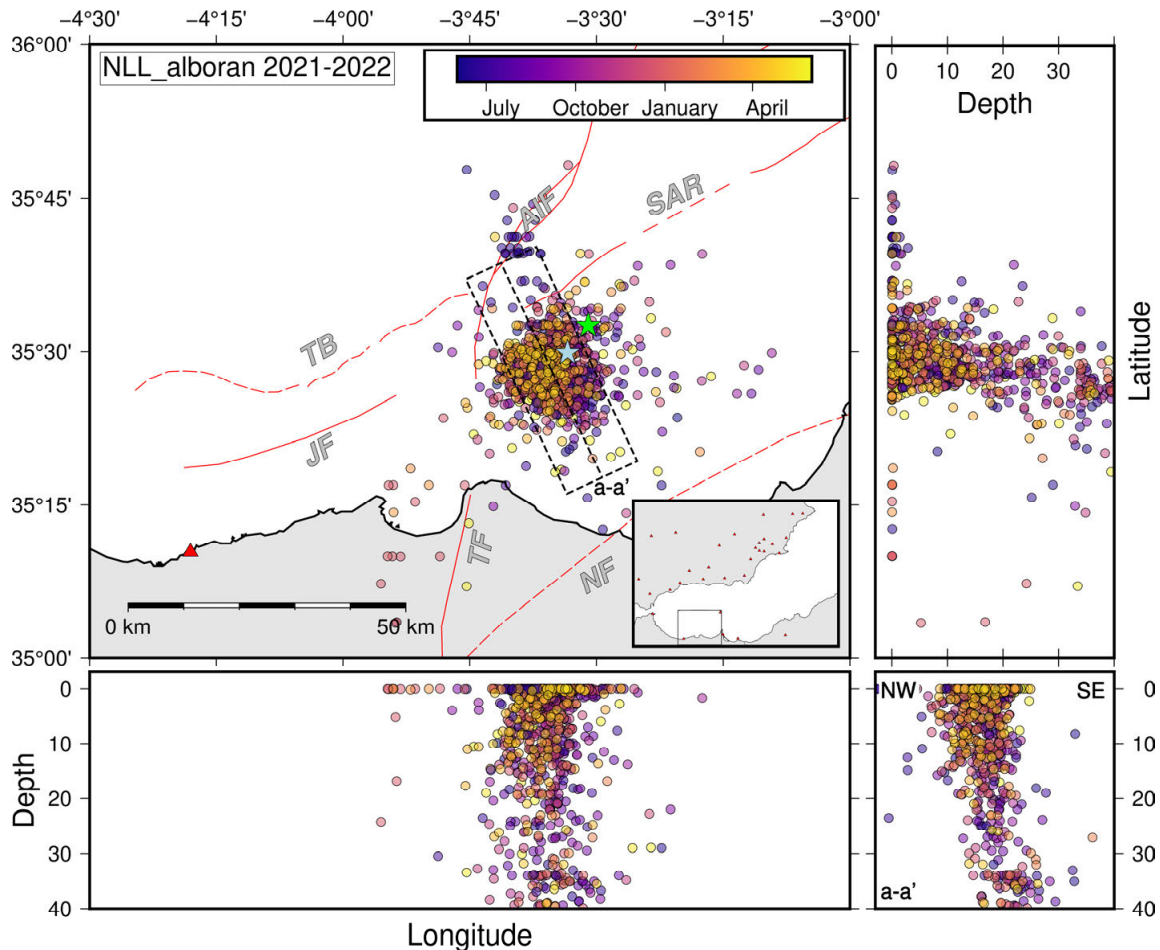 −4°30' −4°15' −4°00' −3°45' −3°30' −3°15' −3°00'
36°00'
NLL_alboran 2021-2022
July October January April
0 10 20 30
Depth
35°45'
AIF
SAR
TB
35°30'
Latitude
JF
a-a'
35°15'
TF
NF
0 km 50 km
35°00'
0
10
20
30
40
Depth
Longitude
NW SE
a-a'
0
10
20
30
40